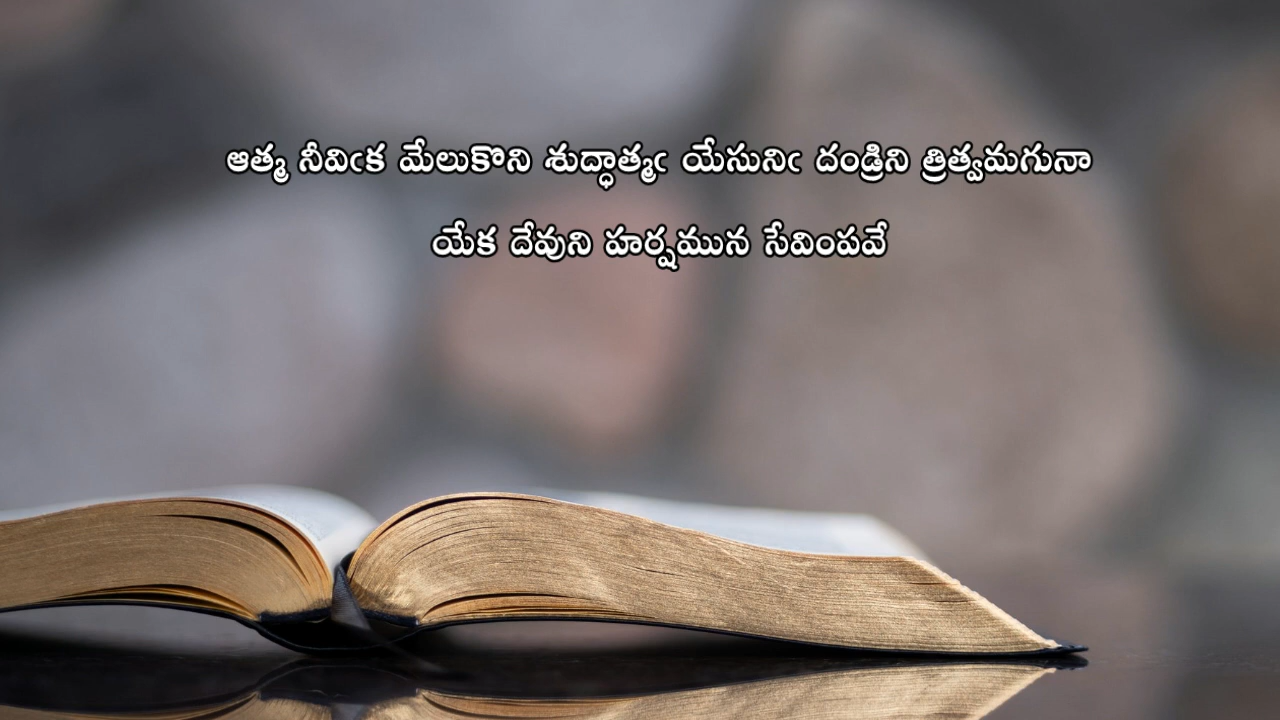 ఆత్మ నీవిఁక మేలుకొని శుద్ధాత్మఁ యేసునిఁ దండ్రిని త్రిత్వమగునా
యేక దేవుని హర్షమున సేవింపవే